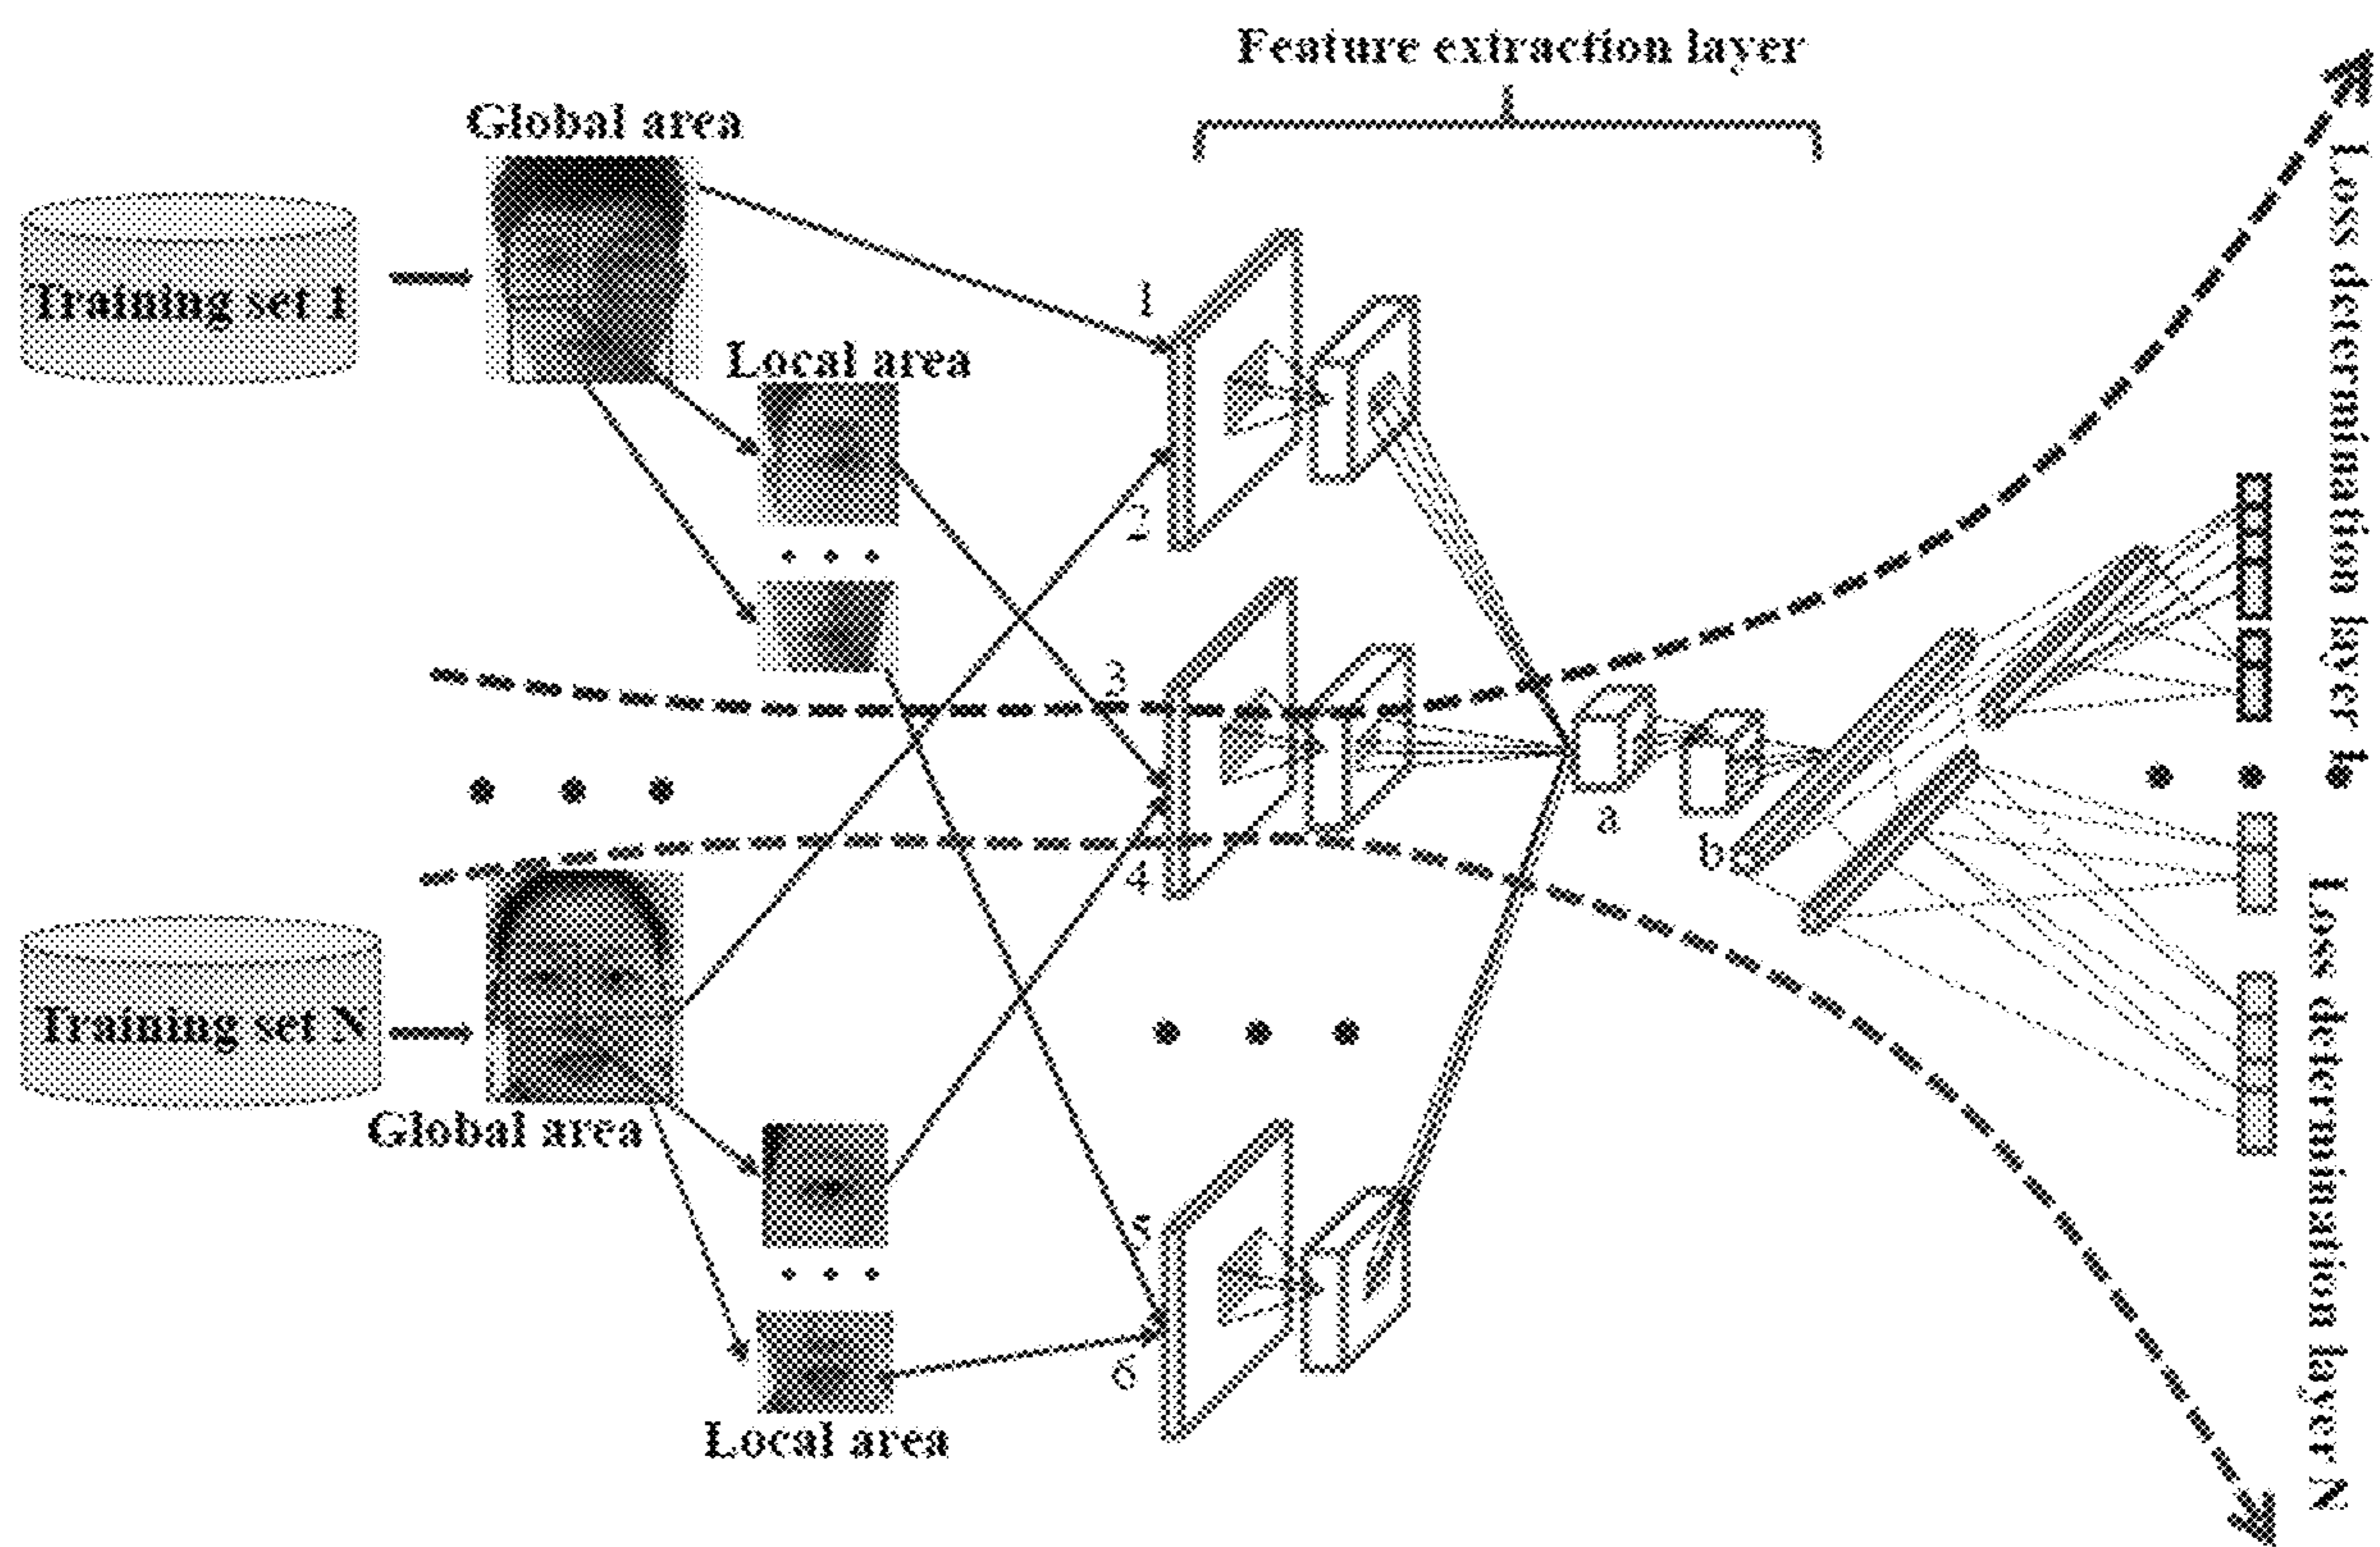 Feature extraction layer
Global area
Training set 1
Local area
1
2
3
4
5
6
a
b
Training set N
Global area
Local area
Loss determination layer 1
Loss determination layer N